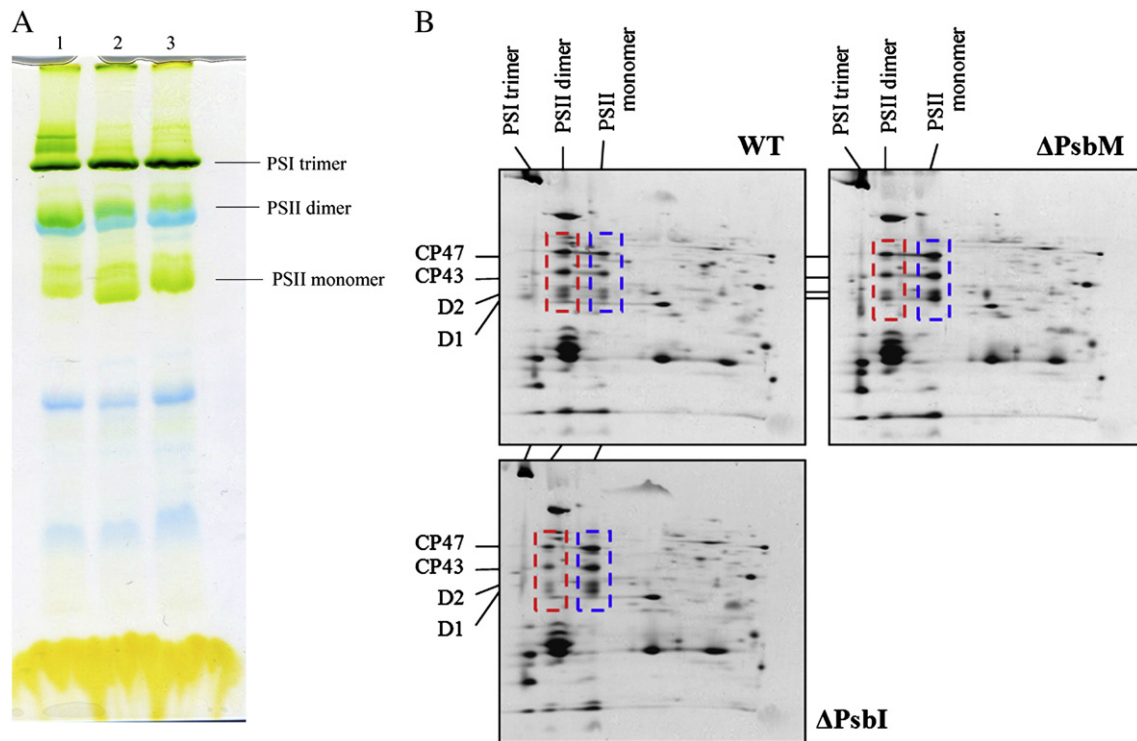 A
1 2 3
PSI trimer
PSII dimer
PSII monomer
B
PSI trimer
PSII dimer
PSII
monomer
WT
PSI trimer
PSII dimer
PSII
monomer
ΔPsbM
CP47
CP43
D2
D1
CP47
CP43
D2
D1
ΔPsbI